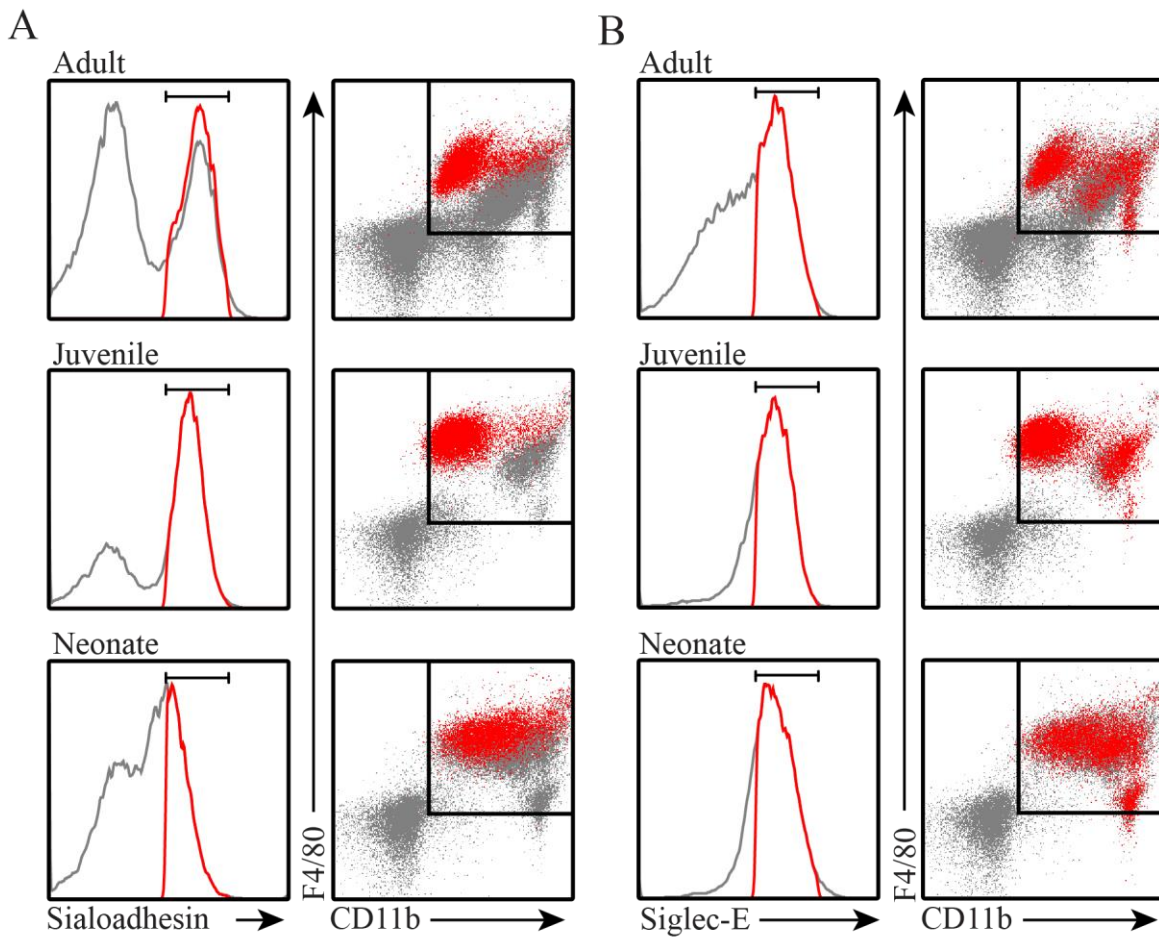 A
Adult
Juvenile
Neonate
F4/80
Sialoadhesin
CD11b
B
Adult
Juvenile
Neonate
F4/80
Siglec-E
CD11b